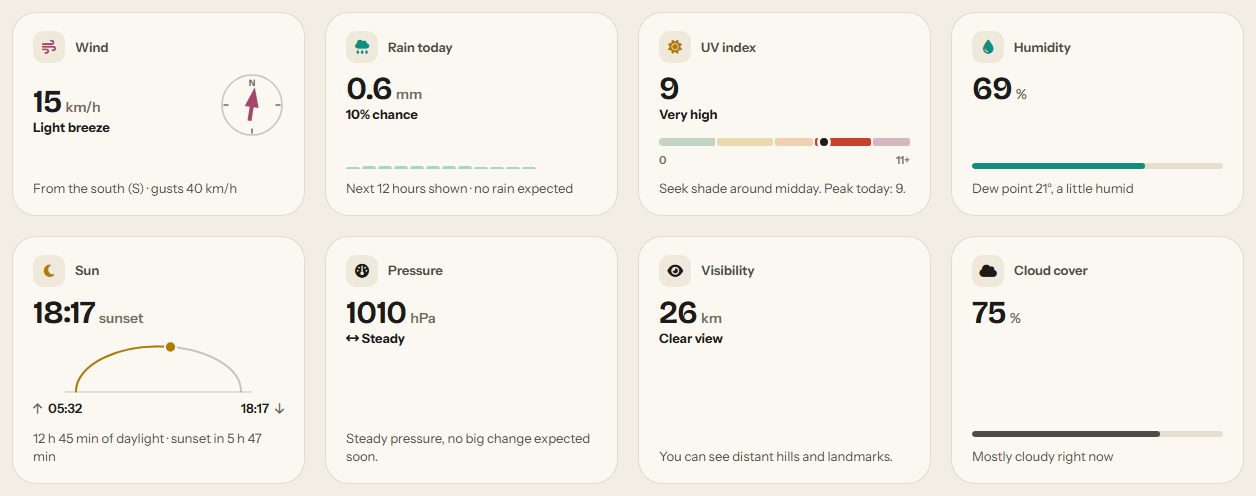 Wind
15 km/h
Light breeze
N
From the south (S) · gusts 40 km/h
Rain today
0.6 mm
10% chance
Next 12 hours shown · no rain expected
UV index
9
Very high
0 11+
Seek shade around midday. Peak today: 9.
Humidity
69 %
Dew point 21°, a little humid
Sun
18:17 sunset
↑ 05:32 18:17 ↓
12 h 45 min of daylight · sunset in 5 h 47
min
Pressure
1010 hPa
↔ Steady
Steady pressure, no big change expected
soon.
Visibility
26 km
Clear view
You can see distant hills and landmarks.
Cloud cover
75 %
Mostly cloudy right now